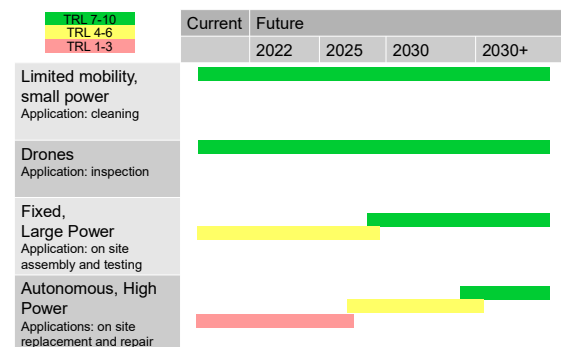 TRL 7-10
TRL 4-6
TRL 1-3
Current Future
2022 2025 2030 2030+
Limited mobility,
small power
Application: cleaning
Drones
Application: inspection
Fixed,
Large Power
Application: on site
assembly and testing
Autonomous, High
Power
Applications: on site
replacement and repair